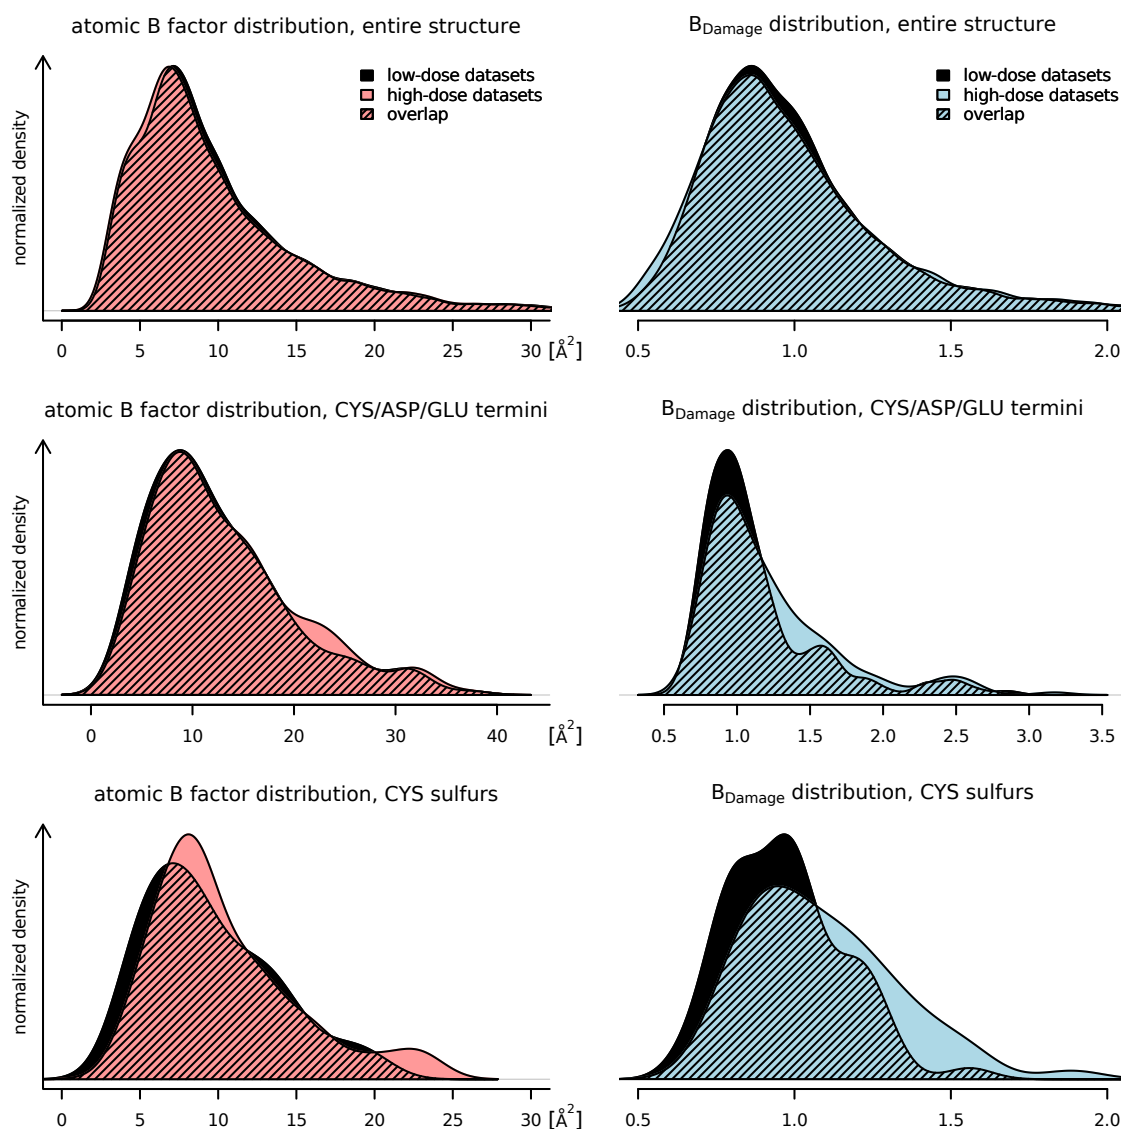 atomic B factor distribution, entire structure
low-dose datasets
high-dose datasets
overlap
normalized density
0 5 10 15 20 25 30 [Å²]
B_Damage distribution, entire structure
low-dose datasets
high-dose datasets
overlap
0.5 1.0 1.5 2.0
atomic B factor distribution, CYS/ASP/GLU termini
normalized density
0 10 20 30 40 [Å²]
B_Damage distribution, CYS/ASP/GLU termini
0.5 1.0 1.5 2.0 2.5 3.0 3.5
atomic B factor distribution, CYS sulfurs
normalized density
0 5 10 15 20 25 30 [Å²]
B_Damage distribution, CYS sulfurs
0.5 1.0 1.5 2.0